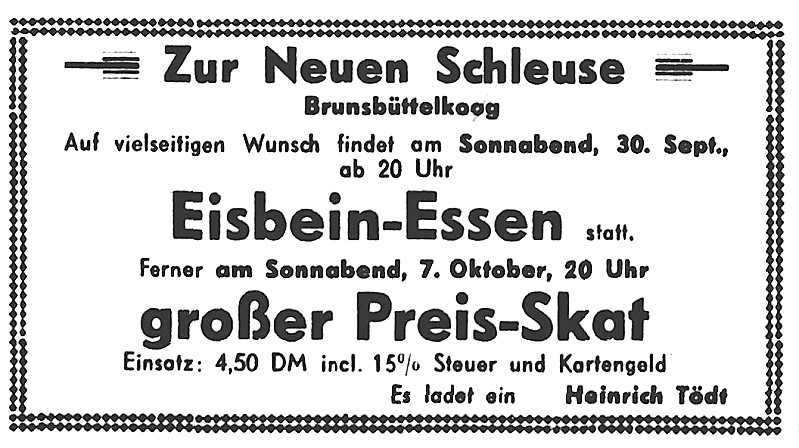 Zur Neuen Schleuse
Brunsbüttelkoog
Auf vielseitigen Wunsch findet am Sonnabend, 30. Sept.,
ab 20 Uhr
Eisbein-Essen statt.
Ferner am Sonnabend, 7. Oktober, 20 Uhr
großer Preis-Skat
Einsatz: 4,50 DM incl. 15% Steuer und Kartengeld
Es ladet ein Heinrich Tödt